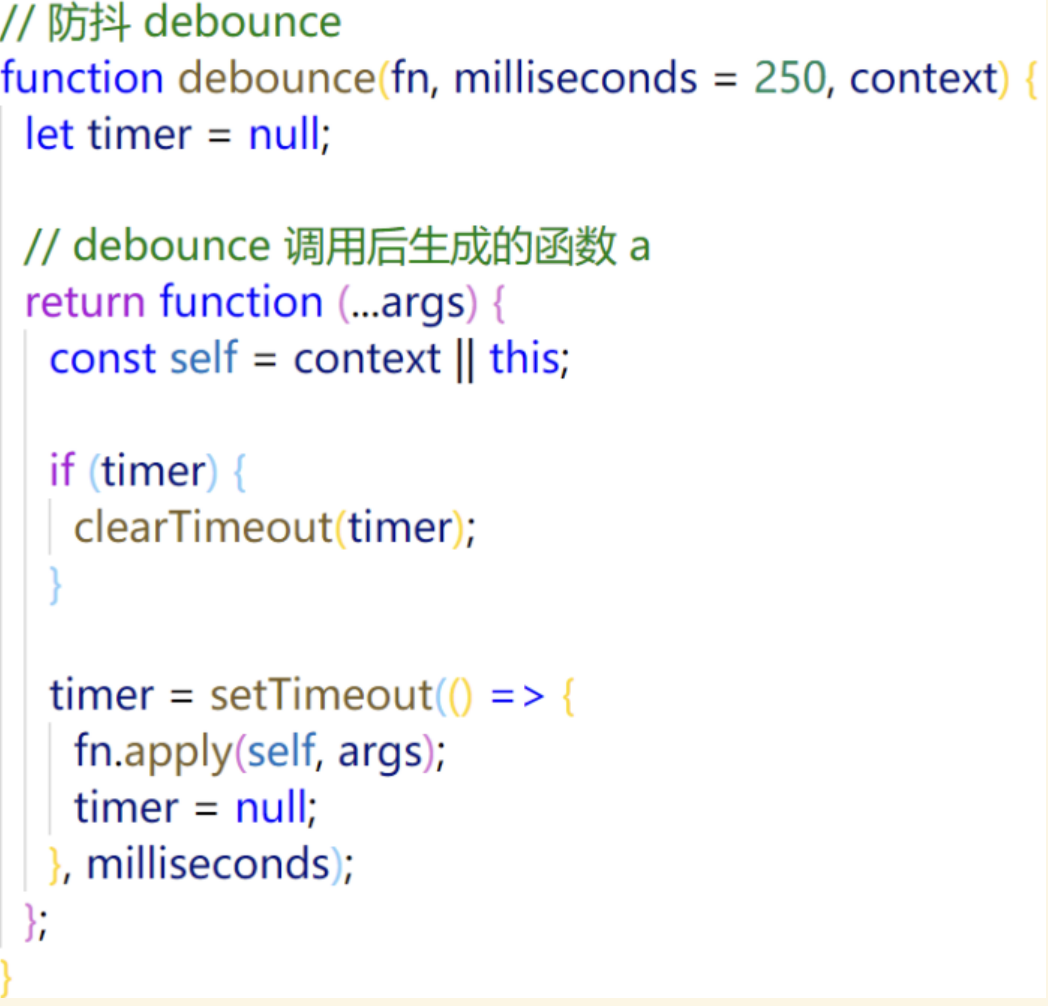 // 防抖 debounce
function debounce(fn, milliseconds = 250, context) {
let timer = null;
// debounce 调用后生成的函数 a
return function (...args) {
const self = context || this;
if (timer) {
clearTimeout(timer);
}
timer = setTimeout(() => {
fn.apply(self, args);
timer = null;
}, milliseconds);
};
}